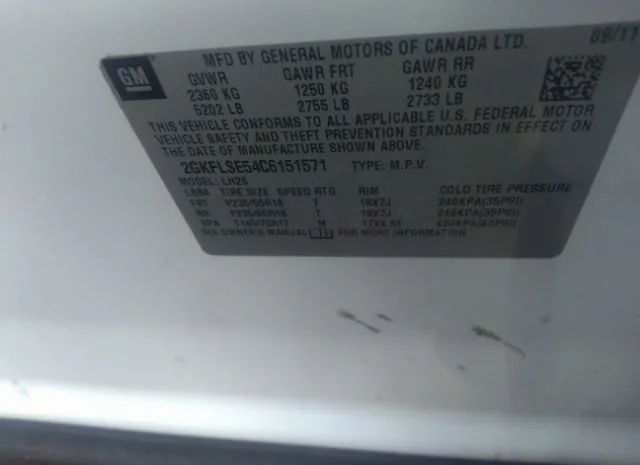 GM
MFD BY GENERAL MOTORS OF CANADA LTD. 09/11
GVWR GAWR FRT GAWR RR
2360 KG 1250 KG 1240 KG
5202 LB 2755 LB 2733 LB
THIS VEHICLE CONFORMS TO ALL APPLICABLE U.S. FEDERAL MOTOR
VEHICLE SAFETY AND THEFT PREVENTION STANDARDS IN EFFECT ON
THE DATE OF MANUFACTURE SHOWN ABOVE.
2GKFLSE54C6151571 TYPE: M.P.V.
MODEL: LH26
TIRE SIZE SPEED RTG RIM COLD TIRE PRESSURE
FRT P235/55R18 T 18X7J 240KPA(35PSI)
RR P235/55R18 T 18X7J 240KPA(35PSI)
SPA T145/70R17 M 17X4.5T 420KPA(60PSI)
SEE OWNER'S MANUAL FOR MORE INFORMATION